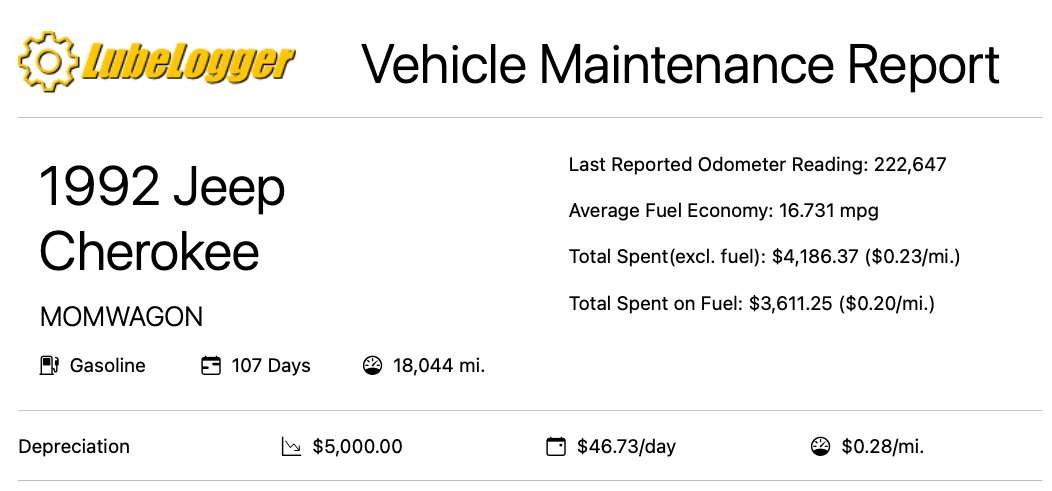 LubeLogger
Vehicle Maintenance Report
1992 Jeep
Cherokee
MOMWAGON
Gasoline
107 Days
18,044 mi.
Last Reported Odometer Reading: 222,647
Average Fuel Economy: 16.731 mpg
Total Spent(excl. fuel): $4,186.37 ($0.23/mi.)
Total Spent on Fuel: $3,611.25 ($0.20/mi.)
Depreciation
$5,000.00
$46.73/day
$0.28/mi.